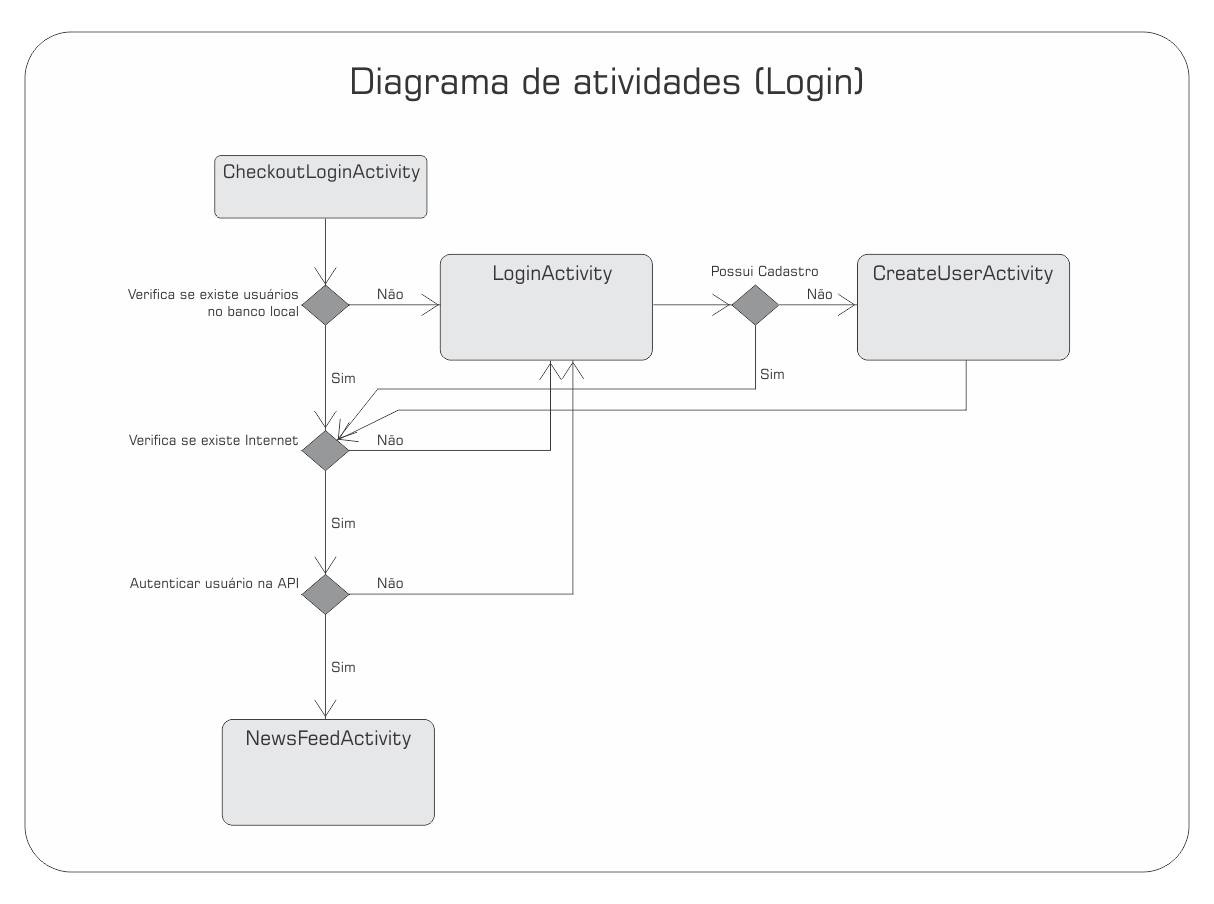 Diagrama de atividades (Login)
CheckoutLoginActivity
LoginActivity
Possui Cadastro
CreateUserActivity
Verifica se existe usuários
no banco local
Não
Não
Sim
Sim
Verifica se existe Internet
Não
Sim
Autenticar usuário na API
Não
Sim
NewsFeedActivity